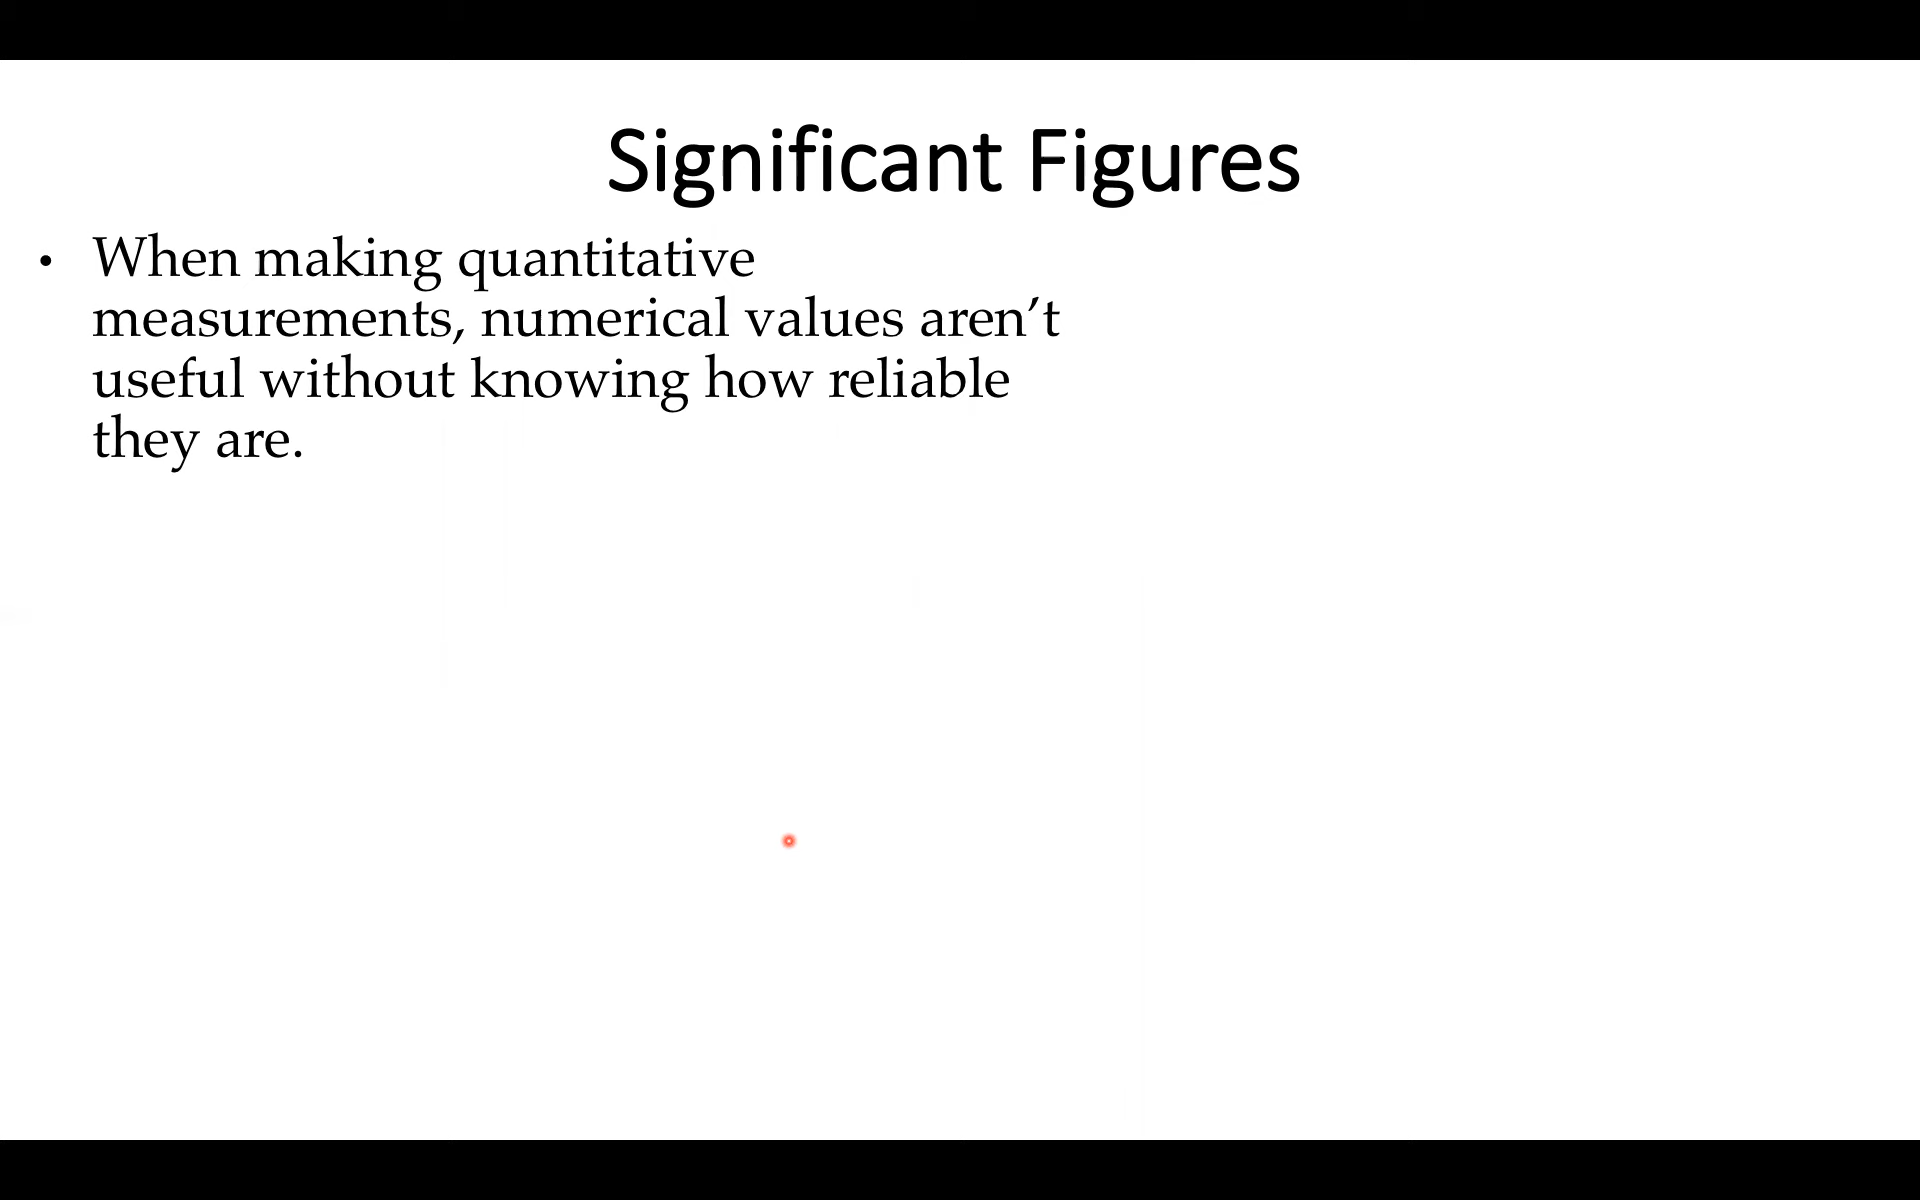 Significant Figures
• When making quantitative
measurements, numerical values aren’t
useful without knowing how reliable
they are.